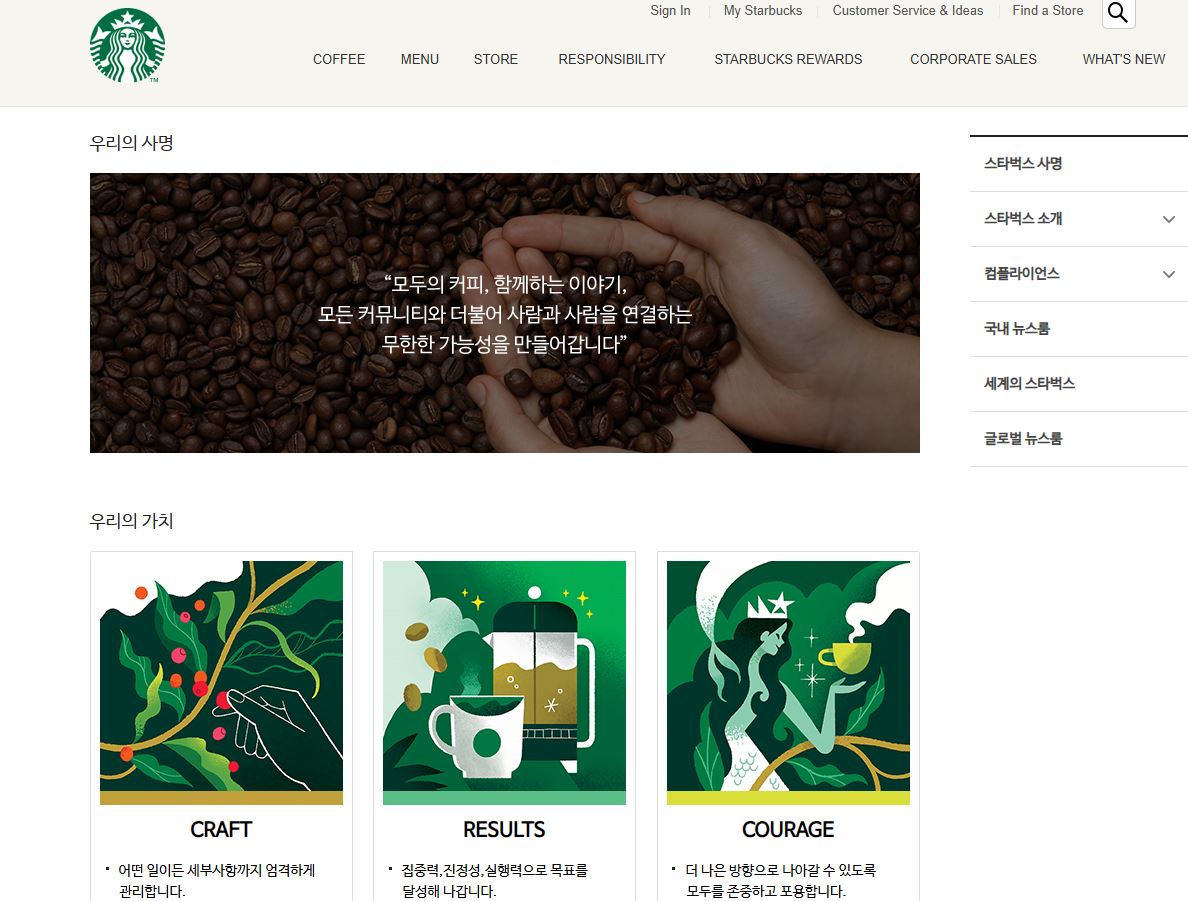 Sign In
My Starbucks
Customer Service & Ideas
Find a Store
COFFEE
MENU
STORE
RESPONSIBILITY
STARBUCKS REWARDS
CORPORATE SALES
WHAT'S NEW
TM
우리의 사명
“모두의 커피, 함께하는 이야기,
모든 커뮤니티와 더불어 사람과 사람을 연결하는
무한한 가능성을 만들어갑니다”
스타벅스 사명
스타벅스 소개
컴플라이언스
국내 뉴스룸
세계의 스타벅스
글로벌 뉴스룸
우리의 가치
CRAFT
· 어떤 일이든 세부사항까지 엄격하게
관리합니다.
RESULTS
· 집중력,진정성,실행력으로 목표를
달성해 나갑니다.
COURAGE
· 더 나은 방향으로 나아갈 수 있도록
모두를 존중하고 포용합니다.